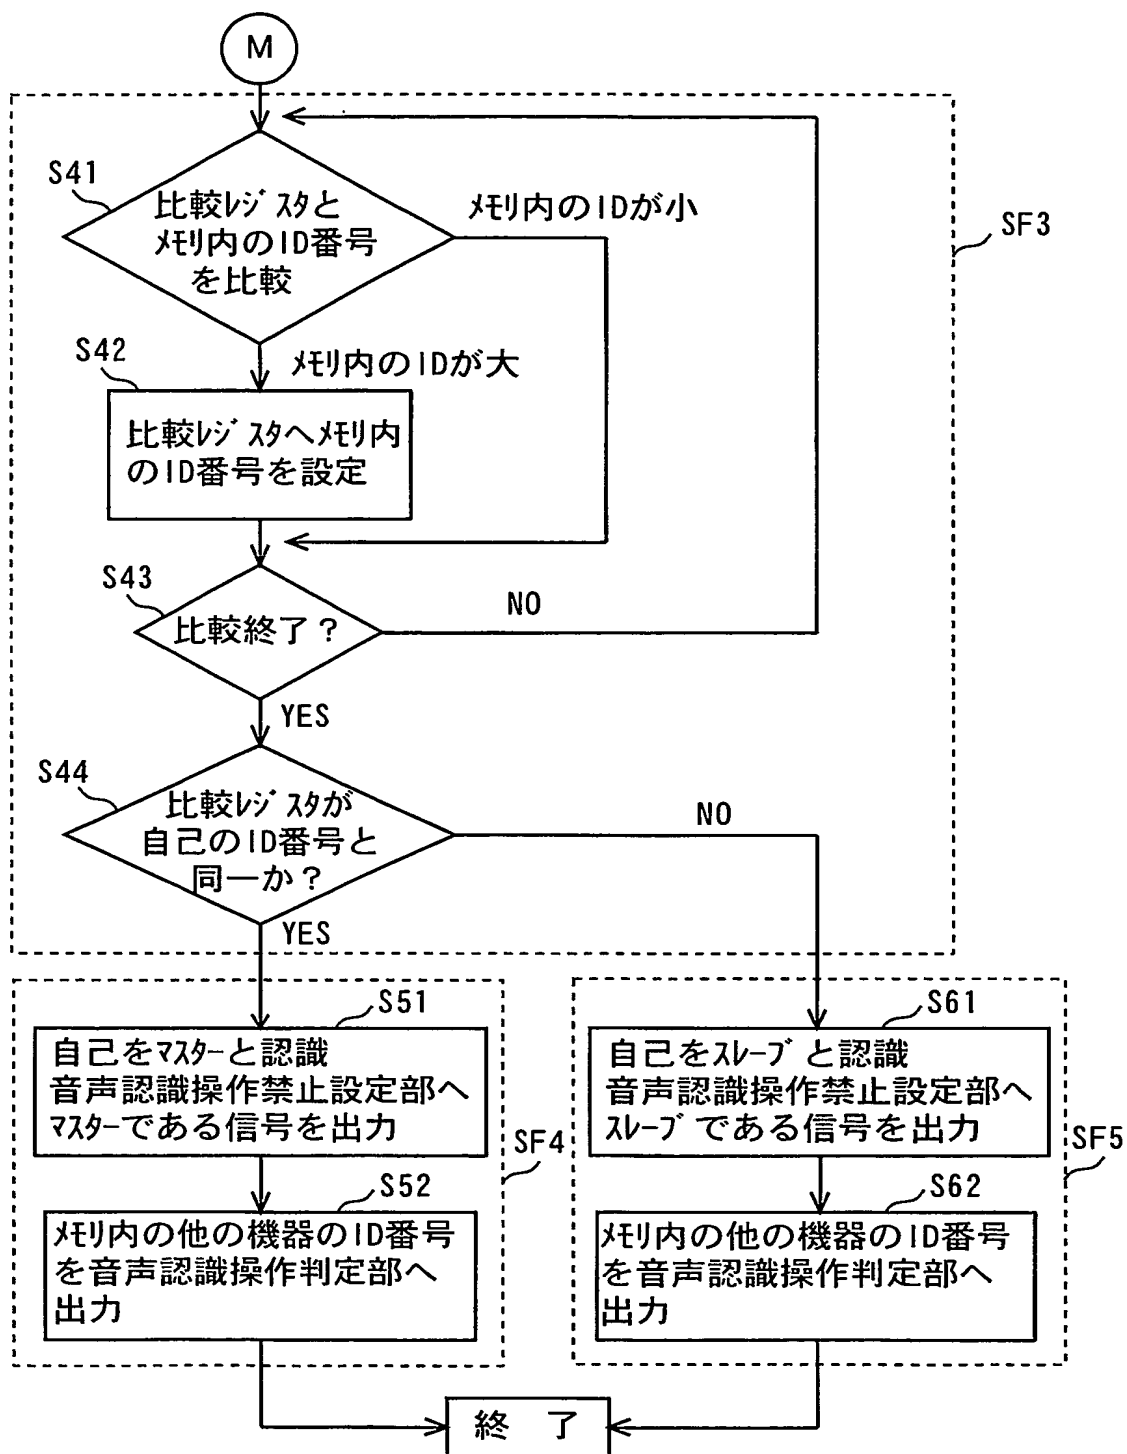 M
S41
比較ﾚｼﾞｽﾀと
ﾒﾓﾘ内のID番号
を比較
ﾒﾓﾘ内のIDが小
SF3
S42
ﾒﾓﾘ内のIDが大
比較ﾚｼﾞｽﾀへﾒﾓﾘ内
のID番号を設定
S43
比較終了？
NO
YES
S44
比較ﾚｼﾞｽﾀが
自己のID番号と
同一か？
NO
YES
S51
自己をﾏｽﾀｰと認識
音声認識操作禁止設定部へ
ﾏｽﾀｰである信号を出力
SF4
S52
ﾒﾓﾘ内の他の機器のID番号
を音声認識操作判定部へ
出力
S61
自己をｽﾚｰﾌﾞと認識
音声認識操作禁止設定部へ
ｽﾚｰﾌﾞである信号を出力
SF5
S62
ﾒﾓﾘ内の他の機器のID番号
を音声認識操作判定部へ
出力
終 了